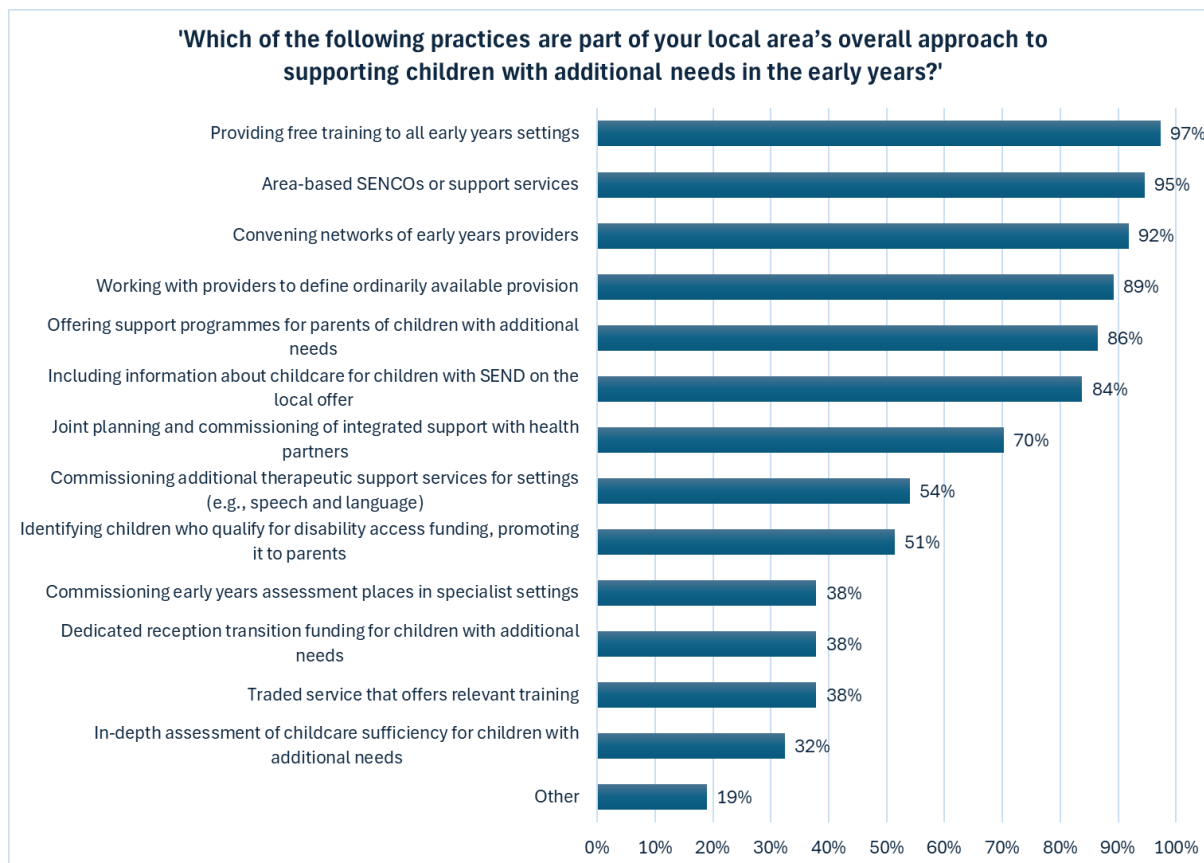 'Which of the following practices are part of your local area’s overall approach to
supporting children with additional needs in the early years?'
Providing free training to all early years settings
97%
Area-based SENCOs or support services
95%
Convening networks of early years providers
92%
Working with providers to define ordinarily available provision
89%
Offering support programmes for parents of children with additional
needs
86%
Including information about childcare for children with SEND on the
local offer
84%
Joint planning and commissioning of integrated support with health
partners
70%
Commissioning additional therapeutic support services for settings
(e.g., speech and language)
54%
Identifying children who qualify for disability access funding, promoting
it to parents
51%
Commissioning early years assessment places in specialist settings
38%
Dedicated reception transition funding for children with additional
needs
38%
Traded service that offers relevant training
38%
In-depth assessment of childcare sufficiency for children with
additional needs
32%
Other
19%
0% 10% 20% 30% 40% 50% 60% 70% 80% 90% 100%